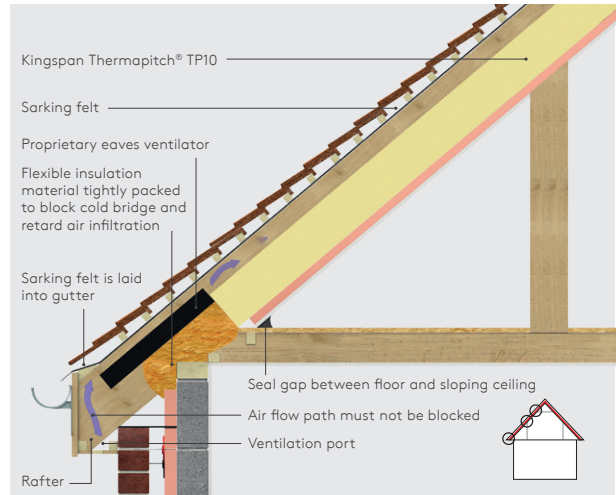 Kingspan Thermapitch® TP10
Sarking felt
Proprietary eaves ventilator
Flexible insulation
material tightly packed
to block cold bridge and
retard air infiltration
Sarking felt is laid
into gutter
Seal gap between floor and sloping ceiling
Air flow path must not be blocked
Ventilation port
Rafter